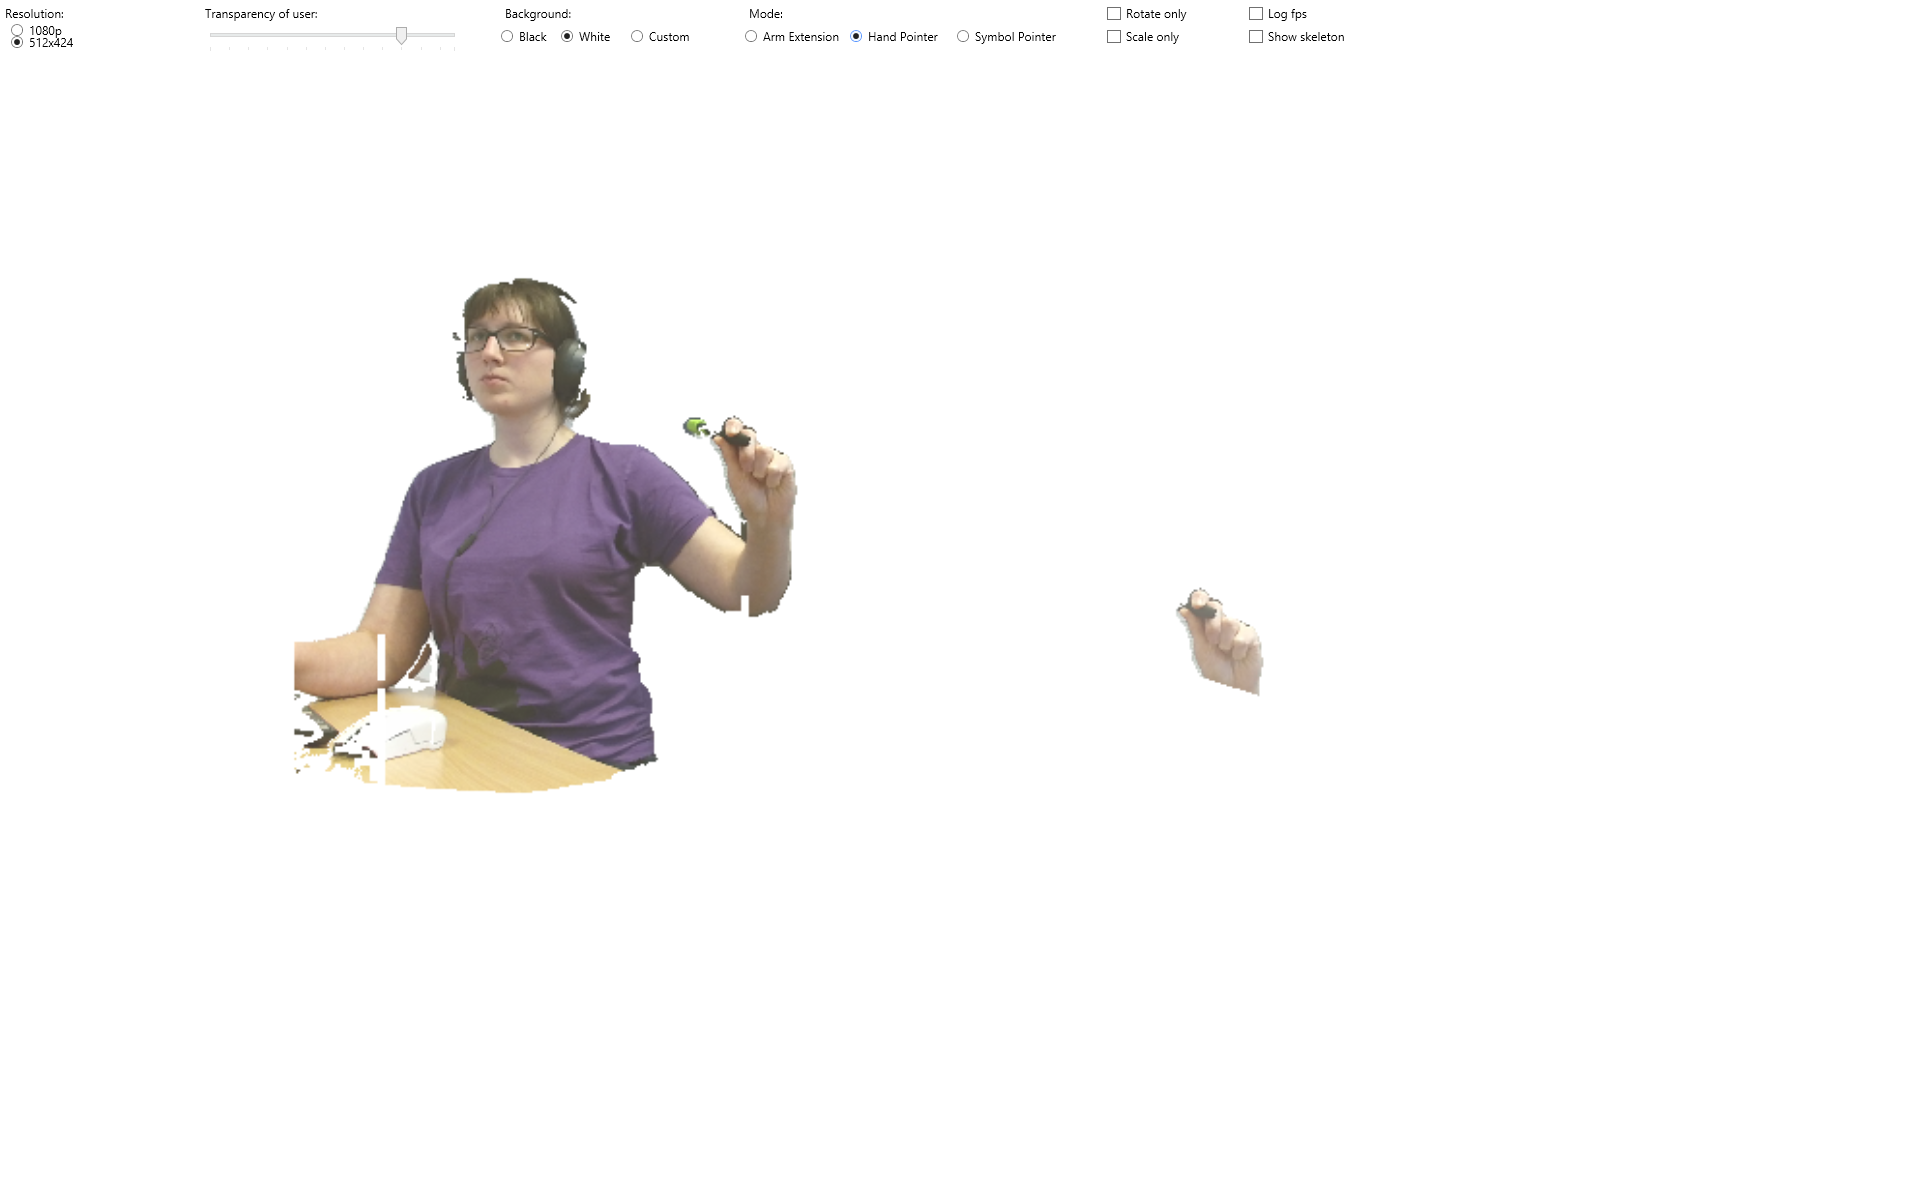 Resolution:
1080p
512x424
Transparency of user:
Background:
Black White Custom
Mode:
Arm Extension Hand Pointer Symbol Pointer
Rotate only
Scale only
Log fps
Show skeleton